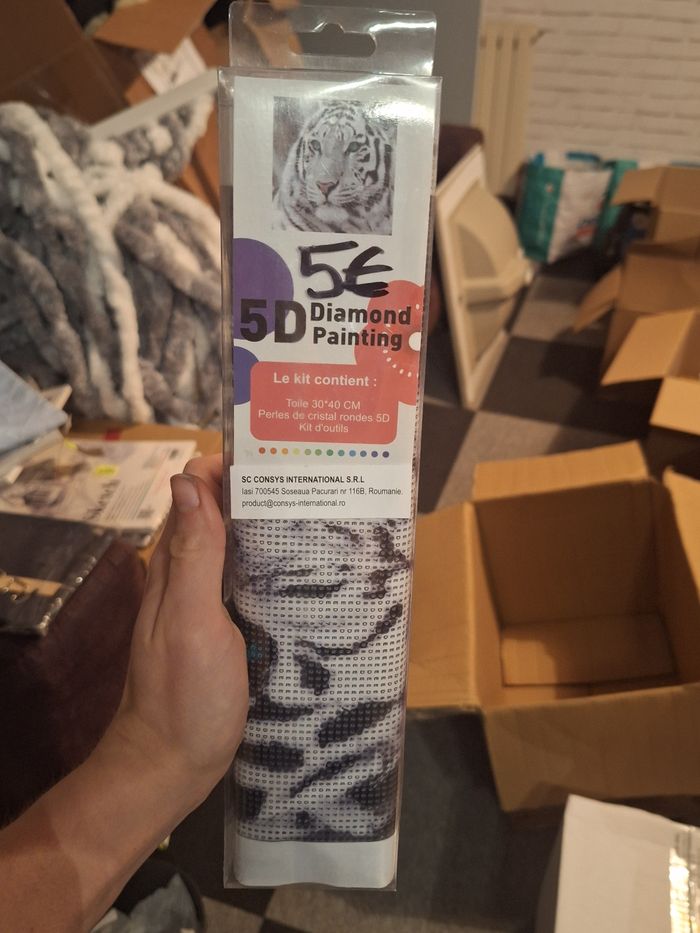 5€
5D Diamond
Painting
Le kit contient :
Toile 30*40 CM
Perles de cristal rondes 5D
Kit d'outils
SC CONSYS INTERNATIONAL S.R.L
Iasi 700545 Soseaua Pacurari nr 116B, Roumanie.
product@consys-international.ro